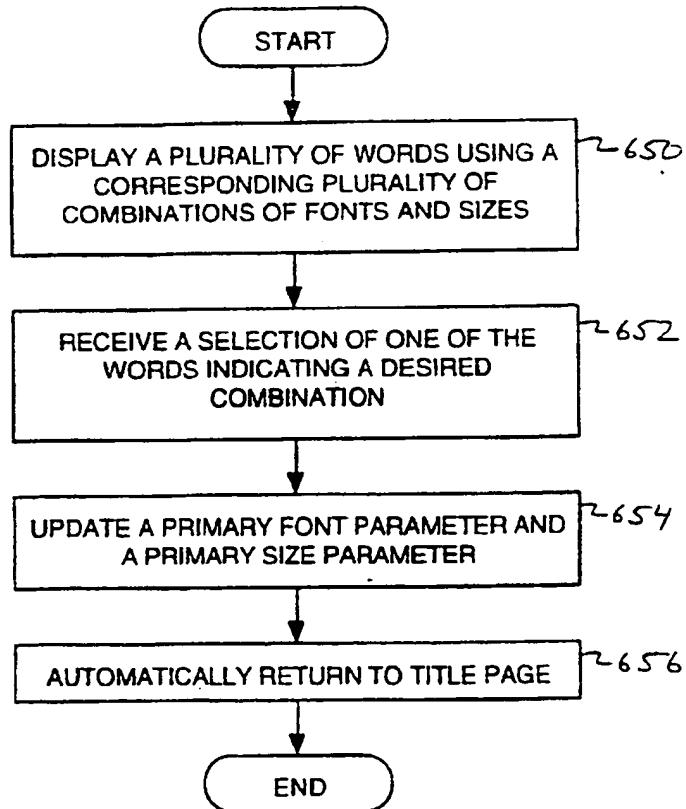 START
DISPLAY A PLURALITY OF WORDS USING A
CORRESPONDING PLURALITY OF
COMBINATIONS OF FONTS AND SIZES
650
RECEIVE A SELECTION OF ONE OF THE
WORDS INDICATING A DESIRED
COMBINATION
652
UPDATE A PRIMARY FONT PARAMETER AND
A PRIMARY SIZE PARAMETER
654
AUTOMATICALLY RETURN TO TITLE PAGE
656
END